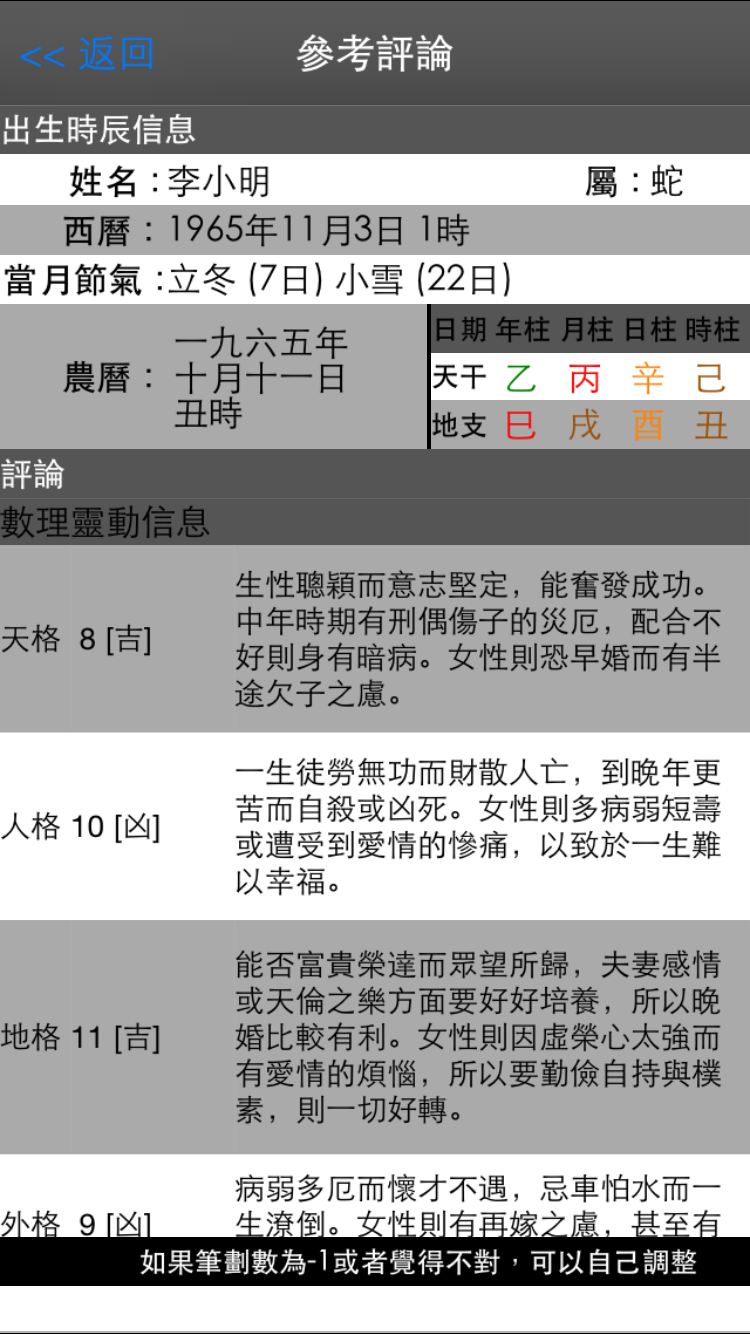 << 返回 參考評論
出生時辰信息
姓名：李小明 屬：蛇
西曆：1965年11月3日 1時
當月節氣：立冬 (7日) 小雪 (22日)
農曆：
一九六五年
十月十一日
丑時
日期 年柱 月柱 日柱 時柱
天干 乙 丙 辛 己
地支 巳 戌 酉 丑
評論
數理靈動信息
天格 8 [吉]
生性聰穎而意志堅定，能奮發成功。
中年時期有刑偶傷子的災厄，配合不
好則身有暗病。女性則恐早婚而有半
途欠子之慮。
人格 10 [凶]
一生徒勞無功而財散人亡，到晚年更
苦而自殺或凶死。女性則多病弱短壽
或遭受到愛情的慘痛，以致於一生難
以幸福。
地格 11 [吉]
能否富貴榮達而眾望所歸，夫妻感情
或天倫之樂方面要好好培養，所以晚
婚比較有利。女性則因虛榮心太強而
有愛情的煩惱，所以要勤儉自持與樸
素，則一切好轉。
外格 9 [凶]
病弱多厄而懷才不遇，忌車怕水而一
生潦倒。女性則有再嫁之慮，甚至有
如果筆劃數為-1或者覺得不對，可以自己調整